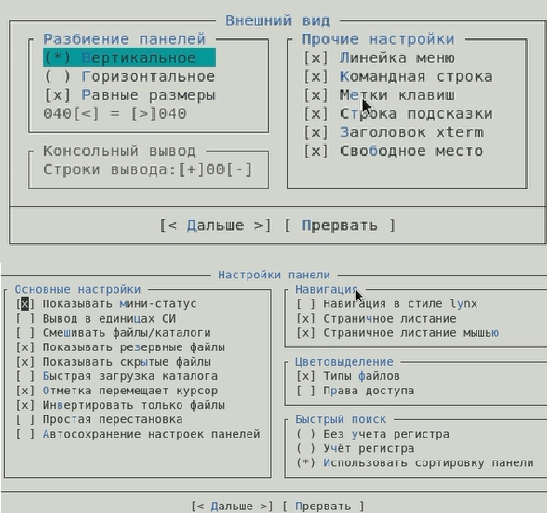 Внешний вид
Разбиение панелей
(*) Вертикальное
( ) Горизонтальное
[x] Равные размеры
040[<] = [>]040
Консольный вывод
Строки вывода:[+]00[-]
Прочие настройки
[x] Линейка меню
[x] Командная строка
[x] Метки клавиш
[x] Строка подсказки
[x] Заголовок xterm
[x] Свободное место
[< Дальше >] [ Прервать ]
Настройки панели
Основные настройки
[x] Показывать мини-статус
[ ] Вывод в единицах СИ
[ ] Смешивать файлы/каталоги
[x] Показывать резервные файлы
[x] Показывать скрытые файлы
[ ] Быстрая загрузка каталога
[x] Отметка перемещает курсор
[x] Инвертировать только файлы
[ ] Простая перестановка
[ ] Автосохранение настроек панелей
Навигация
[ ] Навигация в стиле lynx
[x] Страничное листание
[x] Страничное листание мышью
Цветовыделение
[x] Типы файлов
[ ] Права доступа
Быстрый поиск
( ) Без учета регистра
( ) Учёт регистра
(*) Использовать сортировку панели
[< Дальше >] [ Прервать ]